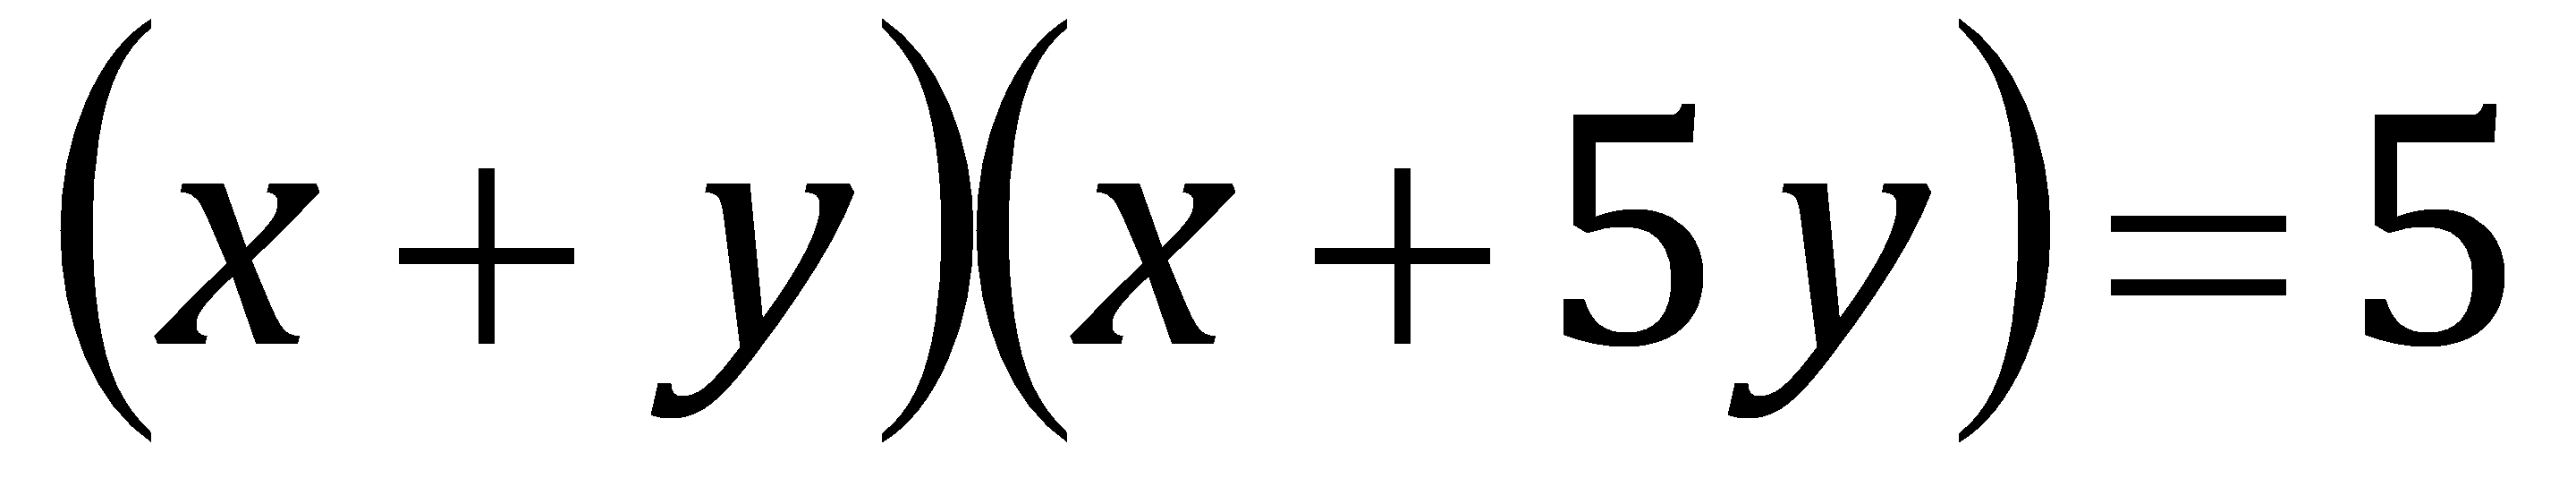 (x + y)(x + 5y) = 5